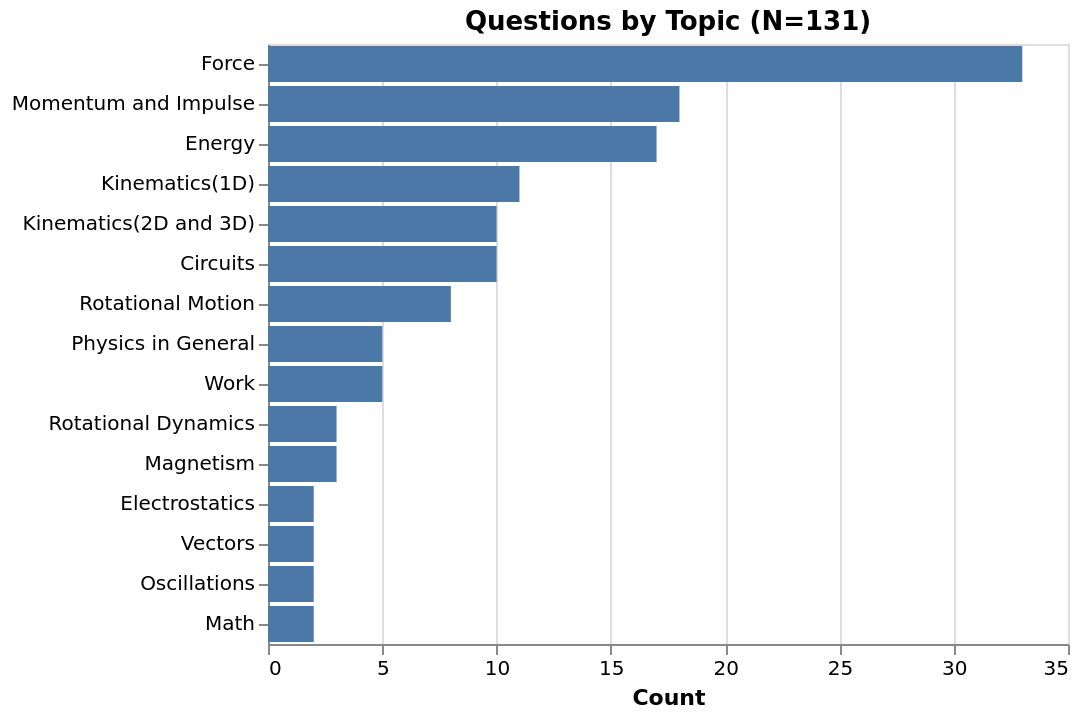 Questions by Topic (N=131)
Force
Momentum and Impulse
Energy
Kinematics(1D)
Kinematics(2D and 3D)
Circuits
Rotational Motion
Physics in General
Work
Rotational Dynamics
Magnetism
Electrostatics
Vectors
Oscillations
Math
0 5 10 15 20 25 30 35
Count